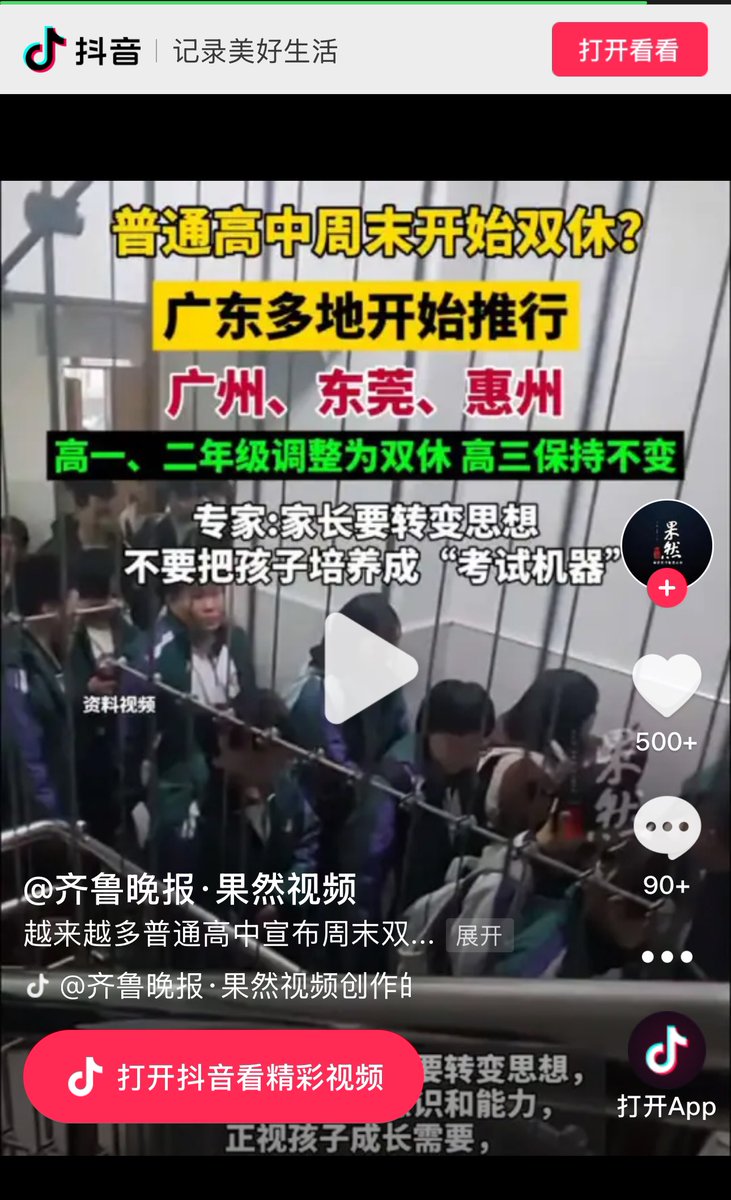 抖音 记录美好生活 打开看看
普通高中周末开始双休?
广东多地开始推行
广州、东莞、惠州
高一、二年级调整为双休 高三保持不变
专家:家长要转变思想
不要把孩子培养成“考试机器”
果然
资料视频
500+
果然
90+
@齐鲁晚报·果然视频
越来越多普通高中宣布周末双... 展开
@齐鲁晚报·果然视频创作的
打开抖音看精彩视频
要转变思想，
识和能力，
打开App
正视孩子成长需要，